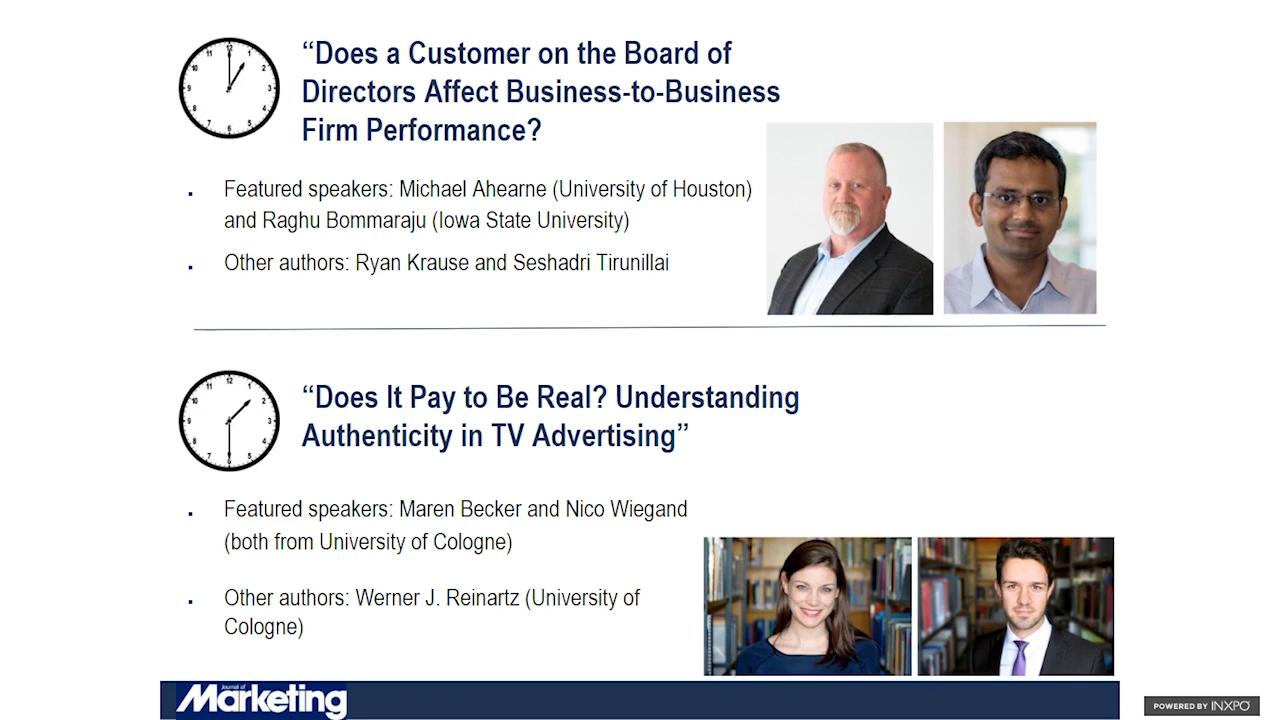 “Does a Customer on the Board of
Directors Affect Business-to-Business
Firm Performance?
Featured speakers: Michael Ahearne (University of Houston)
and Raghu Bommaraju (Iowa State University)
Other authors: Ryan Krause and Seshadri Tirunillai
“Does It Pay to Be Real? Understanding
Authenticity in TV Advertising”
Featured speakers: Maren Becker and Nico Wiegand
(both from University of Cologne)
Other authors: Werner J. Reinartz (University of
Cologne)
Journal of
Marketing
POWERED BY INXPO